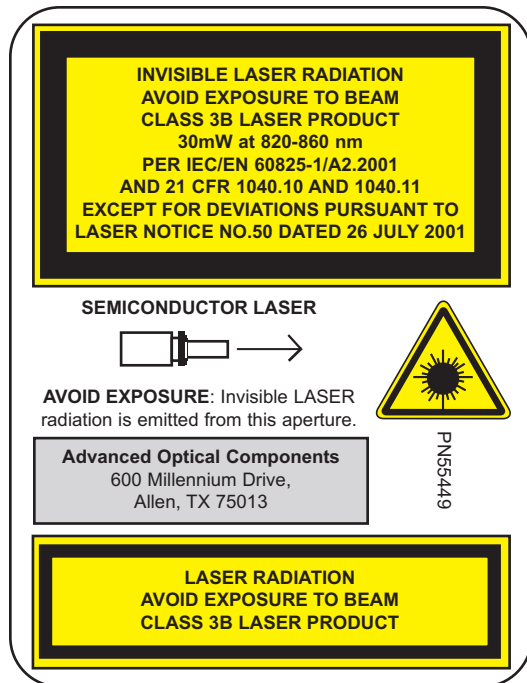 INVISIBLE LASER RADIATION
AVOID EXPOSURE TO BEAM
CLASS 3B LASER PRODUCT
30mW at 820-860 nm
PER IEC/EN 60825-1/A2.2001
AND 21 CFR 1040.10 AND 1040.11
EXCEPT FOR DEVIATIONS PURSUANT TO
LASER NOTICE NO.50 DATED 26 JULY 2001
SEMICONDUCTOR LASER
AVOID EXPOSURE: Invisible LASER
radiation is emitted from this aperture.
PN55449
Advanced Optical Components
600 Millennium Drive,
Allen, TX 75013
LASER RADIATION
AVOID EXPOSURE TO BEAM
CLASS 3B LASER PRODUCT